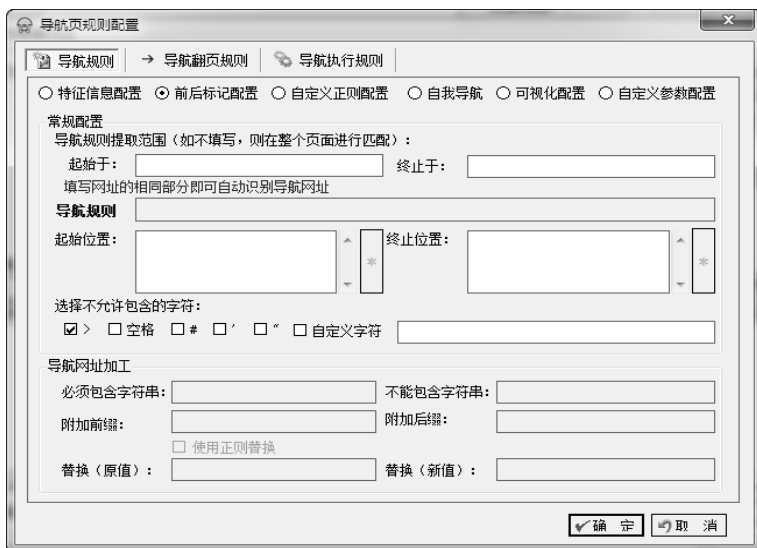 导航页规则配置
导航规则 导航翻页规则 导航执行规则
特征信息配置 前后标记配置 自定义正则配置 自我导航 可视化配置 自定义参数配置
常规配置
导航规则提取范围（如不填写，则在整个页面进行匹配）：
起始于： 终止于：
填写网址的相同部分即可自动识别导航网址
导航规则
起始位置： * 终止位置： *
选择不允许包含的字符：
> 空格 # ' " 自定义字符
导航网址加工
必须包含字符串： 不能包含字符串：
附加前缀： 附加后缀：
使用正则替换
替换（原值）： 替换（新值）：
确 定 取 消